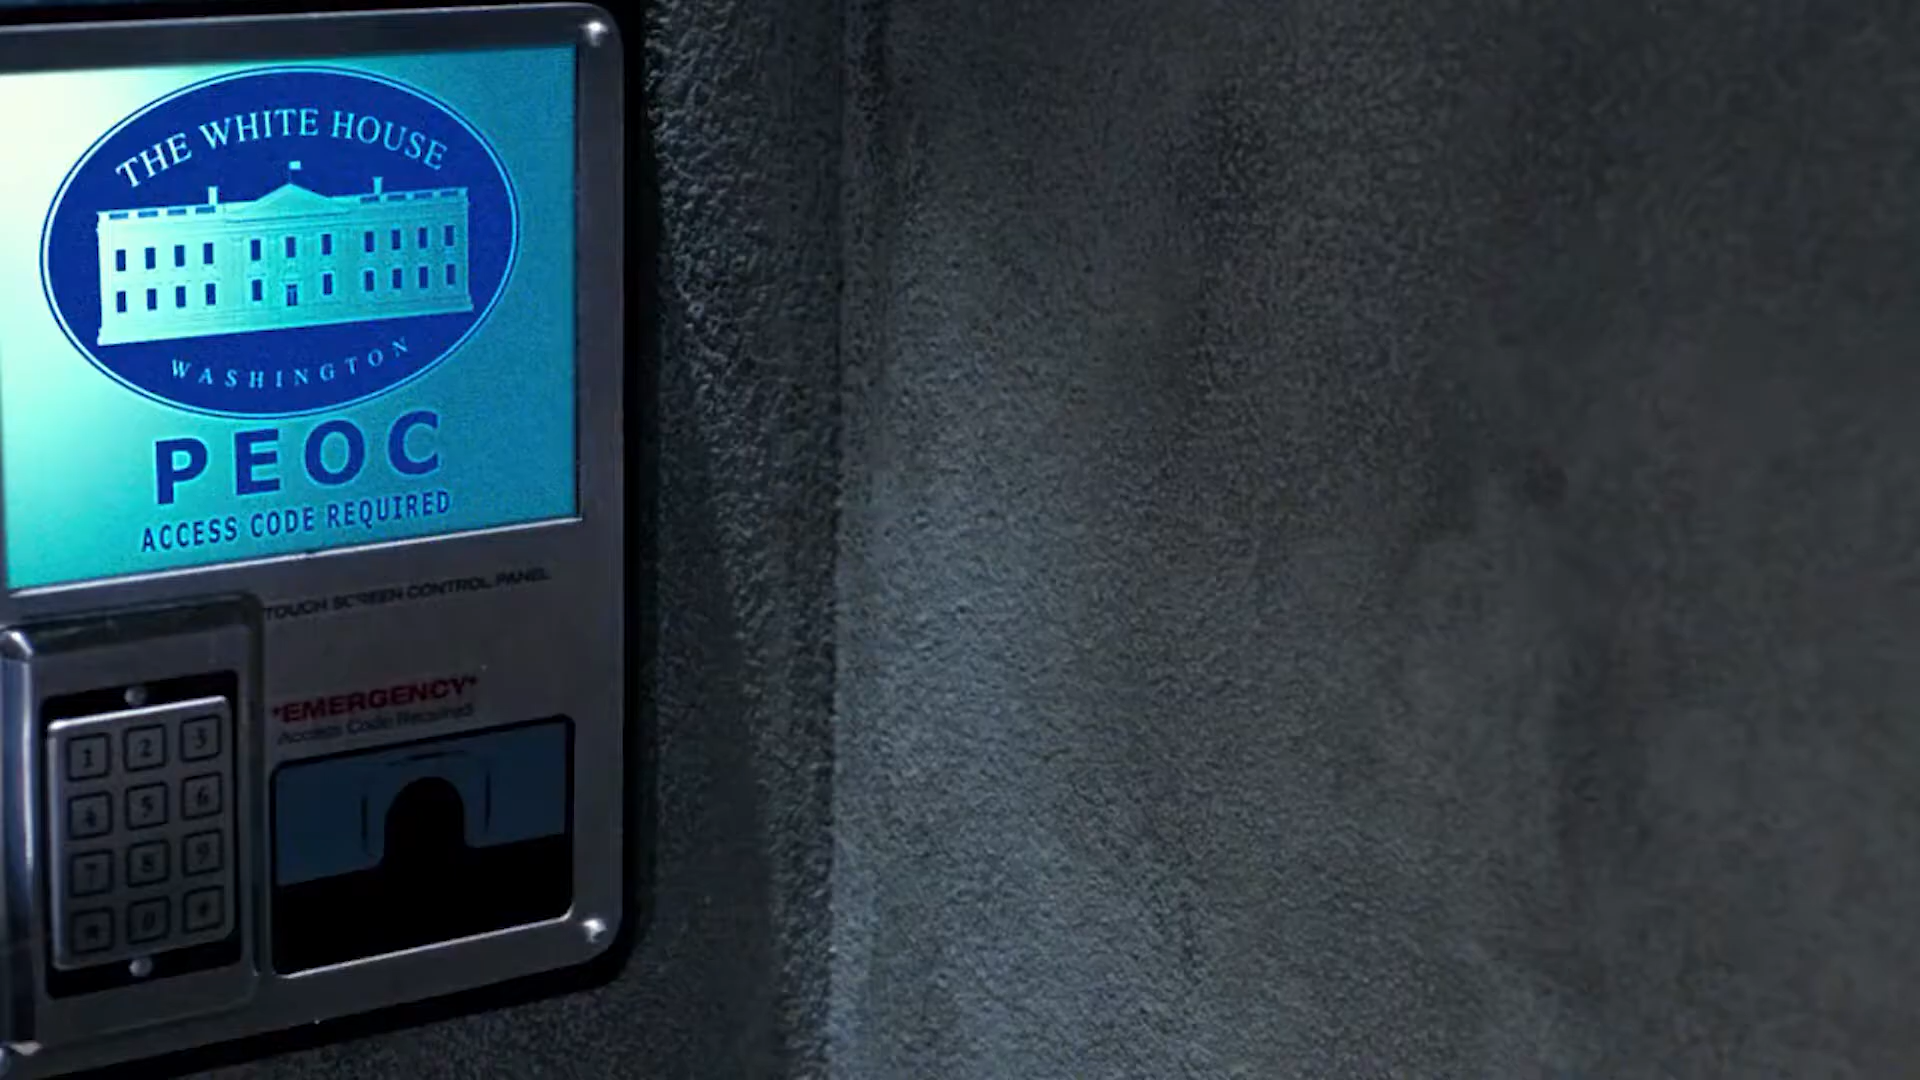 THE WHITE HOUSE
WASHINGTON
PEOC
ACCESS CODE REQUIRED
TOUCH SCREEN CONTROL PANEL
*EMERGENCY*
Access Code Required
1 2 3
4 5 6
7 8 9
* 0 #